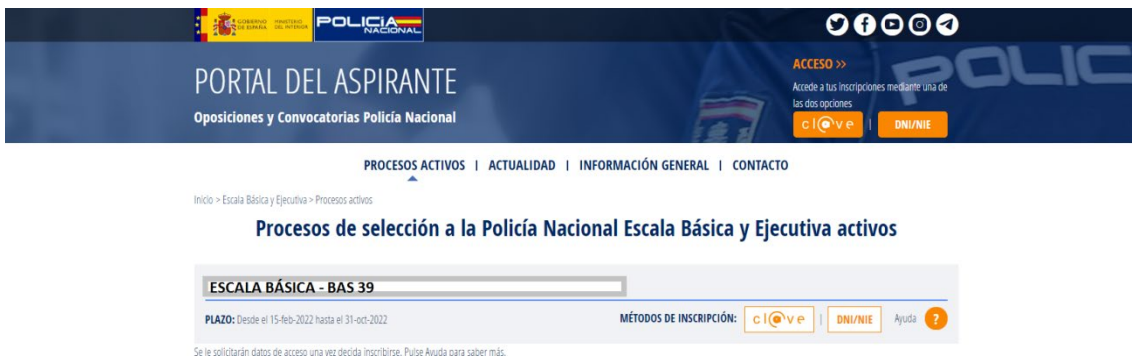 GOBIERNO DE ESPAÑA
MINISTERIO DEL INTERIOR
POLICÍA NACIONAL
PORTAL DEL ASPIRANTE
Oposiciones y Convocatorias Policía Nacional
ACCESO >>
Accede a tus inscripciones mediante una de
las dos opciones
cl@ve | DNI/NIE
POLIC
PROCESOS ACTIVOS | ACTUALIDAD | INFORMACIÓN GENERAL | CONTACTO
Inicio > Escala Básica y Ejecutiva > Procesos activos
Procesos de selección a la Policía Nacional Escala Básica y Ejecutiva activos
ESCALA BÁSICA - BAS 39
PLAZO: Desde el 15-feb-2022 hasta el 31-oct-2022
MÉTODOS DE INSCRIPCIÓN: cl@ve | DNI/NIE Ayuda ?
Se le solicitarán datos de acceso una vez decida inscribirse. Pulse Ayuda para saber más.